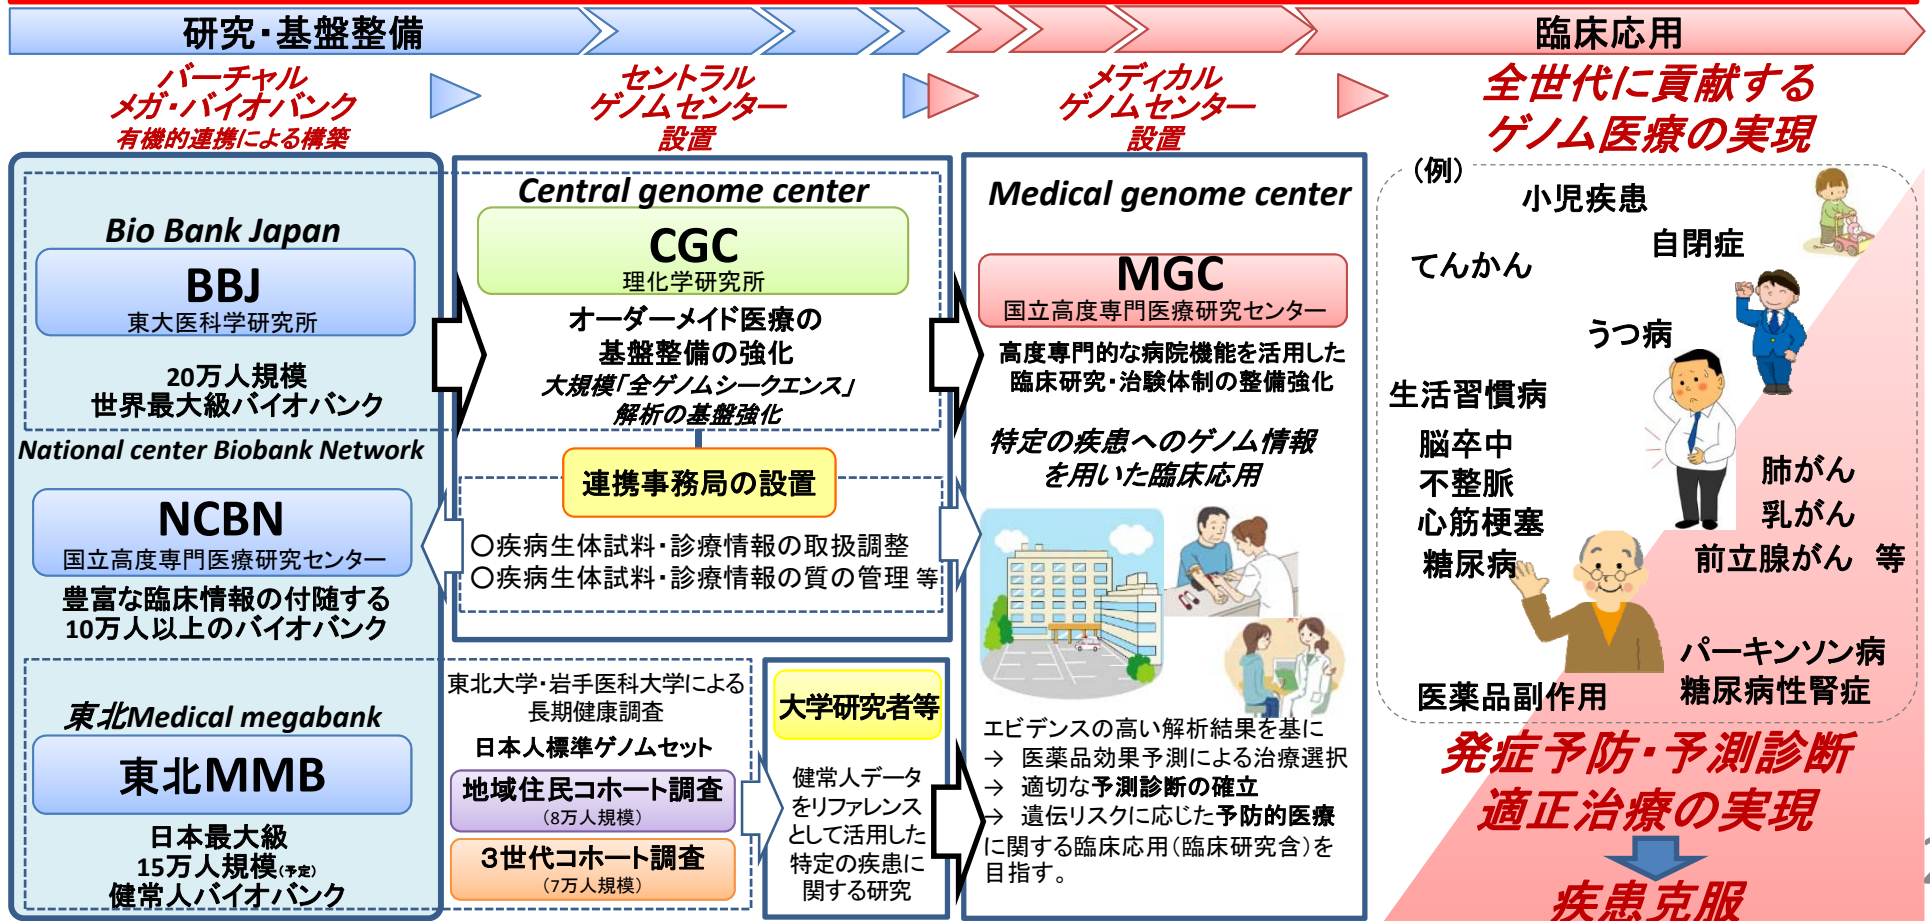 研究・基盤整備
臨床応用
バーチャル
メガ・バイオバンク
有機的連携による構築
セントラル
ゲノムセンター
設置
メディカル
ゲノムセンター
設置
全世代に貢献する
ゲノム医療の実現
Bio Bank Japan
BBJ
東大医科学研究所
20万人規模
世界最大級バイオバンク
National center Biobank Network
NCBN
国立高度専門医療研究センター
豊富な臨床情報の付随する
10万人以上のバイオバンク
東北Medical megabank
東北MMB
日本最大級
15万人規模(予定)
健常人バイオバンク
Central genome center
CGC
理化学研究所
オーダーメイド医療の
基盤整備の強化
大規模「全ゲノムシークエンス」
解析の基盤強化
連携事務局の設置
○疾病生体試料・診療情報の取扱調整
○疾病生体試料・診療情報の質の管理 等
東北大学・岩手医科大学による
長期健康調査
日本人標準ゲノムセット
地域住民コホート調査
（8万人規模）
３世代コホート調査
（7万人規模）
大学研究者等
健常人データ
をリファレンス
として活用した
特定の疾患に
関する研究
Medical genome center
MGC
国立高度専門医療研究センター
高度専門的な病院機能を活用した
臨床研究・治験体制の整備強化
特定の疾患へのゲノム情報
を用いた臨床応用
エビデンスの高い解析結果を基に
→ 医薬品効果予測による治療選択
→ 適切な予測診断の確立
→ 遺伝リスクに応じた予防的医療
に関する臨床応用（臨床研究含）を
目指す。
（例）
小児疾患
自閉症
てんかん
うつ病
生活習慣病
脳卒中
不整脈
心筋梗塞
糖尿病
肺がん
乳がん
前立腺がん 等
パーキンソン病
糖尿病性腎症
医薬品副作用
発症予防・予測診断
適正治療の実現
疾患克服